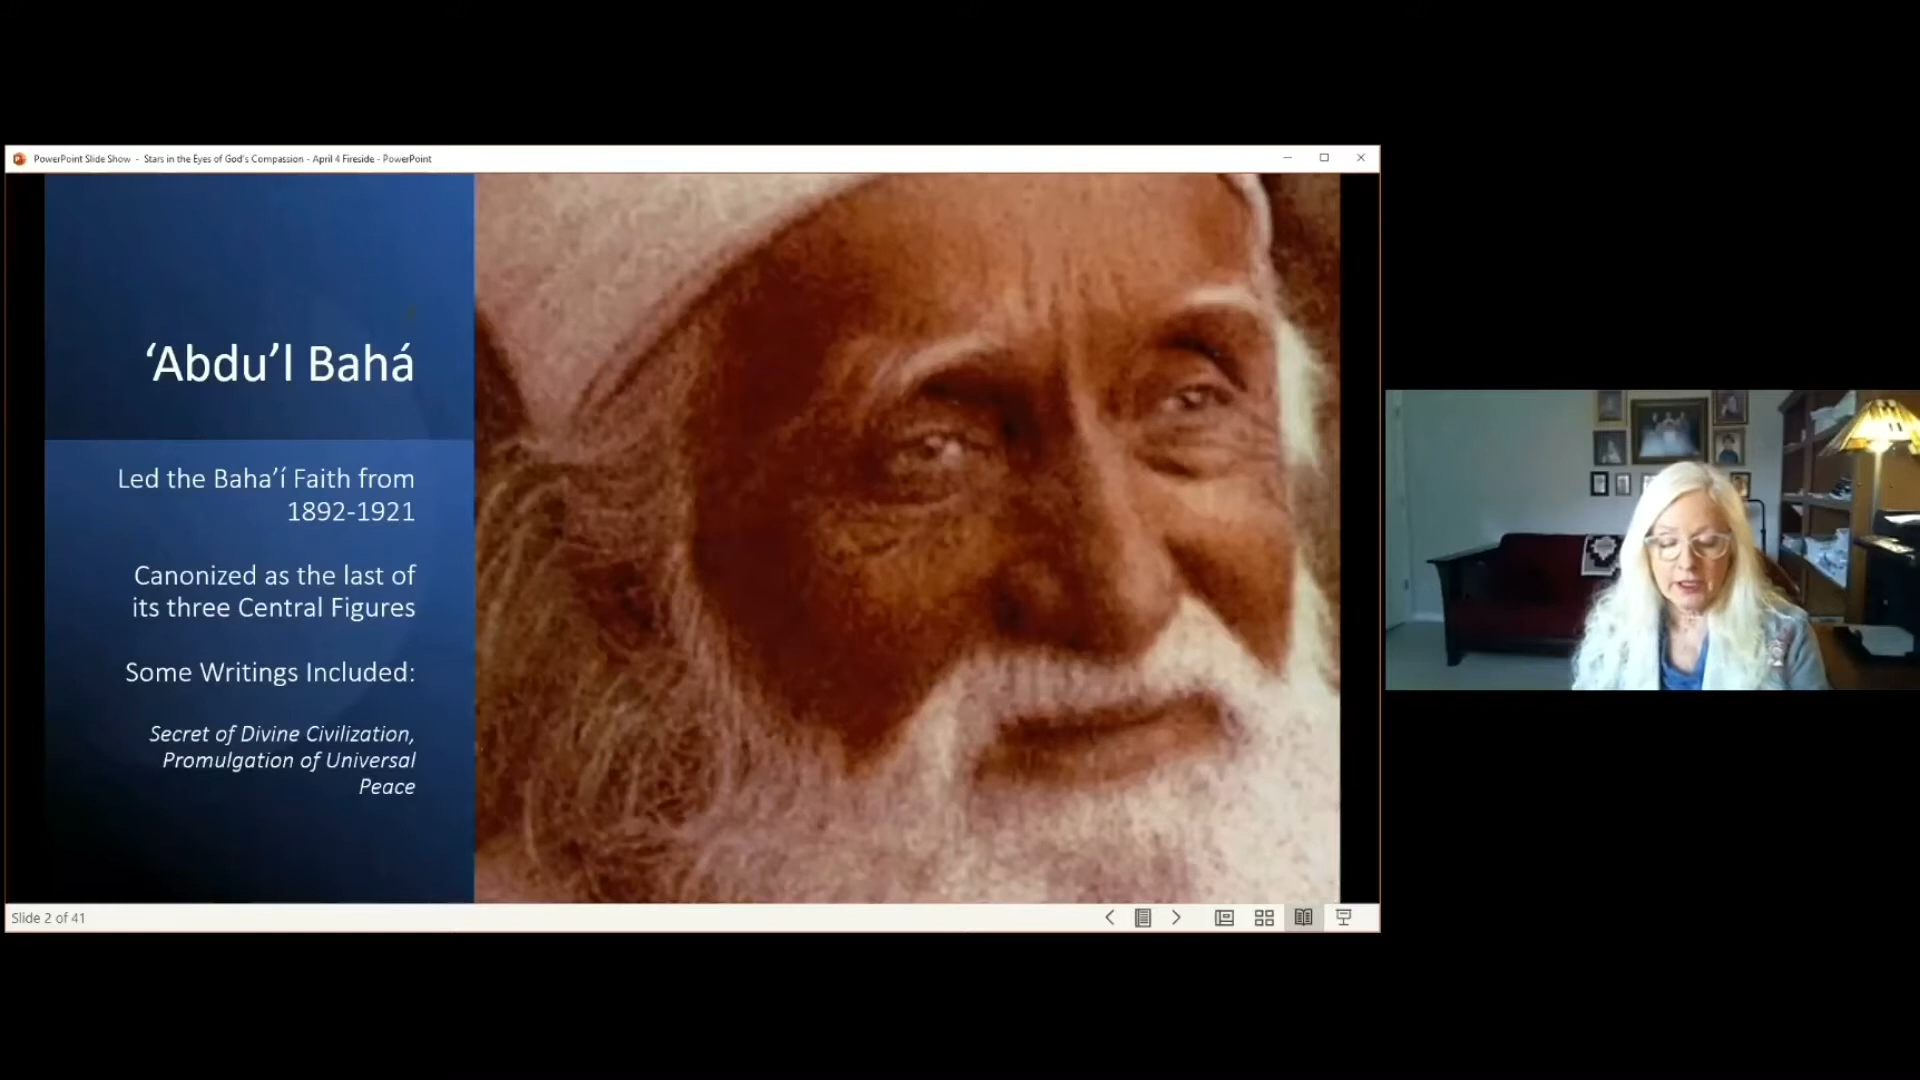 PowerPoint Slide Show - Stars in the Eyes of God's Compassion - April 4 Fireside - PowerPoint
‘Abdu’l Bahá
Led the Baha’í Faith from
1892-1921
Canonized as the last of
its three Central Figures
Some Writings Included:
Secret of Divine Civilization,
Promulgation of Universal
Peace
Slide 2 of 41